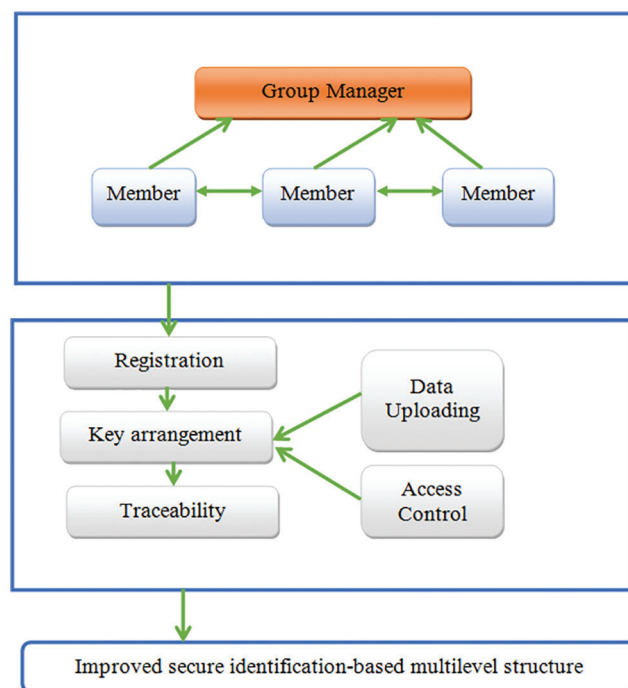 Group Manager
Member
Member
Member
Registration
Key arrangement
Traceability
Data
Uploading
Access
Control
Improved secure identification-based multilevel structure